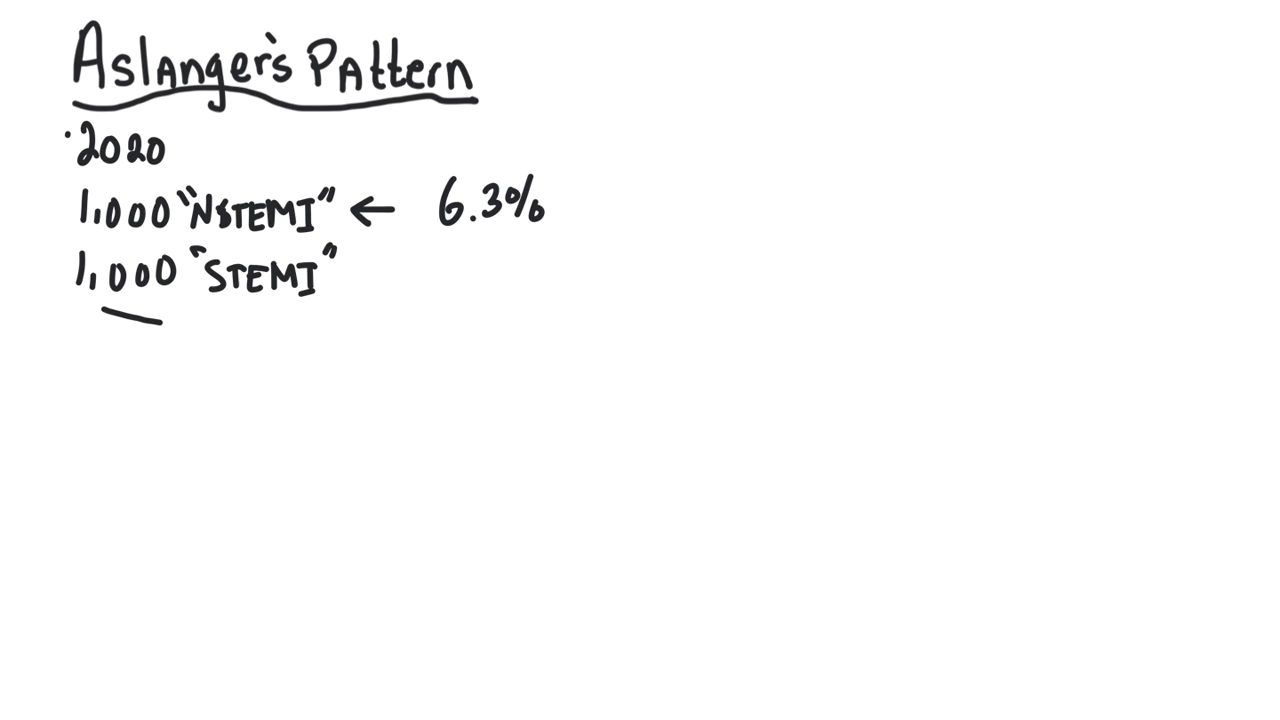 Aslanger's Pattern
·2020
1,000 "NSTEMI" ← 6.3%
1,000 "STEMI"